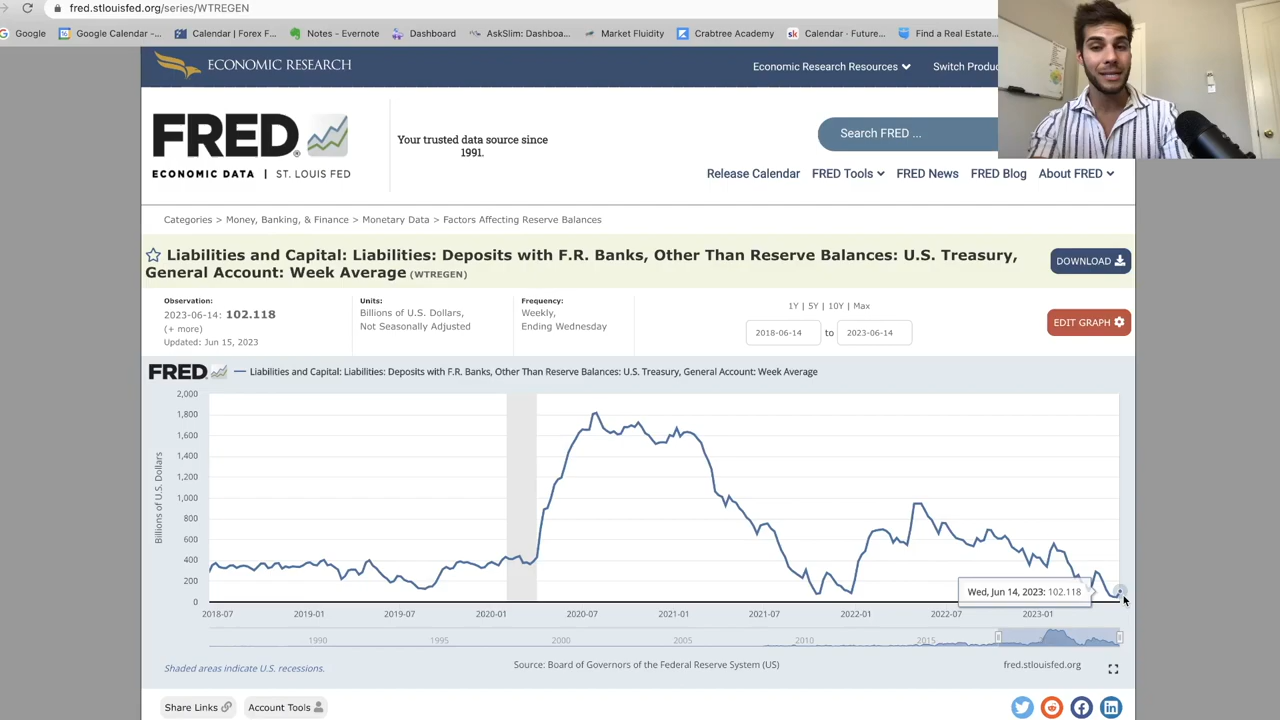 fred.stlouisfed.org/series/WTREGEN
Google
Google Calendar -...
Calendar | Forex F...
Notes - Evernote
Dashboard
AskSlim: Dashboa...
Market Fluidity
Crabtree Academy
Calendar - Future...
Find a Real Estate...
ECONOMIC RESEARCH
Economic Research Resources
Switch Produ
FRED®
ECONOMIC DATA | ST. LOUIS FED
Your trusted data source since
1991.
Search FRED ...
Release Calendar
FRED Tools
FRED News
FRED Blog
About FRED
Categories > Money, Banking, & Finance > Monetary Data > Factors Affecting Reserve Balances
Liabilities and Capital: Liabilities: Deposits with F.R. Banks, Other Than Reserve Balances: U.S. Treasury,
General Account: Week Average (WTREGEN)
DOWNLOAD
Observation:
2023-06-14: 102.118
(+ more)
Updated: Jun 15, 2023
Units:
Billions of U.S. Dollars,
Not Seasonally Adjusted
Frequency:
Weekly,
Ending Wednesday
1Y | 5Y | 10Y | Max
2018-06-14 to 2023-06-14
EDIT GRAPH
FRED
Liabilities and Capital: Liabilities: Deposits with F.R. Banks, Other Than Reserve Balances: U.S. Treasury, General Account: Week Average
Billions of U.S. Dollars
2,000
1,800
1,600
1,400
1,200
1,000
800
600
400
200
0
Wed, Jun 14, 2023: 102.118
2018-07
2019-01
2019-07
2020-01
2020-07
2021-01
2021-07
2022-01
2022-07
2023-01
1990
1995
2000
2005
2010
2015
Shaded areas indicate U.S. recessions.
Source: Board of Governors of the Federal Reserve System (US)
fred.stlouisfed.org
Share Links
Account Tools